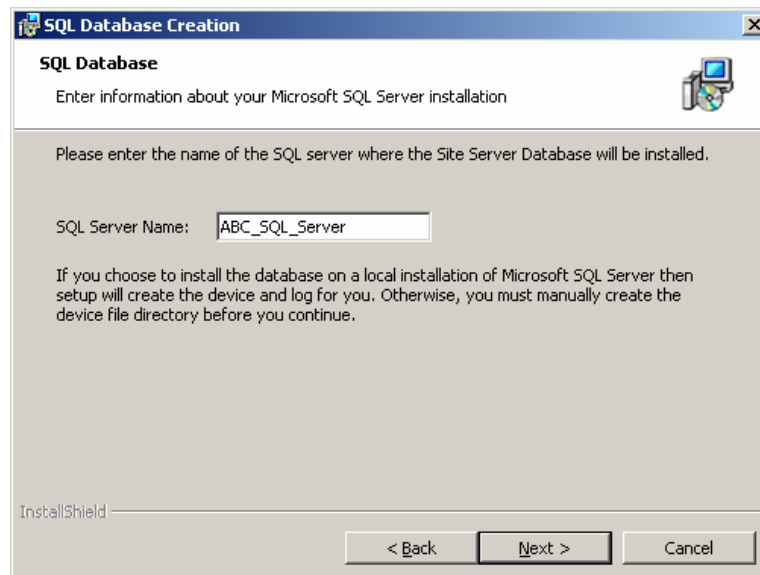 SQL Database Creation
SQL Database
Enter information about your Microsoft SQL Server installation
Please enter the name of the SQL server where the Site Server Database will be installed.
SQL Server Name: ABC_SQL_Server
If you choose to install the database on a local installation of Microsoft SQL Server then
setup will create the device and log for you. Otherwise, you must manually create the
device file directory before you continue.
InstallShield
< Back Next > Cancel